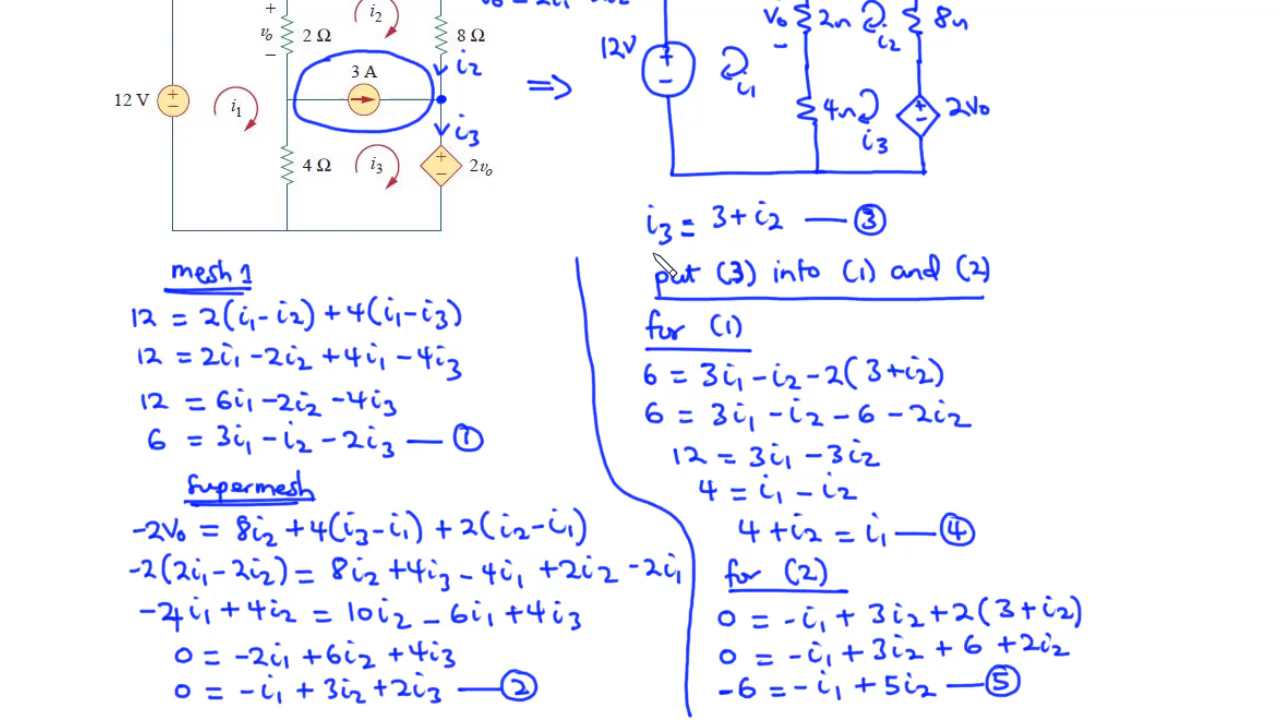 +
i2
vo
2 Ω
8 Ω
−
i2
3 A
12 V
+
−
i1
i3
4 Ω
i3
+
−
2vo
⇒
vo
−
2Ω
i2
8Ω
12V
−
i1
4Ω
i3
+
−
2Vo
mesh 1
12 = 2(i1-i2) + 4(i1-i3)
12 = 2i1 -2i2 +4i1 -4i3
12 = 6i1 -2i2 -4i3
6 = 3i1 -i2 -2i3 — ①
Supermesh
-2Vo = 8i2 +4(i3-i1) +2(i2-i1)
-2(2i1-2i2) = 8i2 +4i3 -4i1 +2i2 -2i1
-4i1 +4i2 = 10i2 - 6i1 +4i3
0 = -2i1 +6i2 +4i3
0 = -i1 + 3i2 +2i3 — ②
i3 = 3+i2 — ③
put (3) into (1) and (2)
for (1)
6 = 3i1 -i2 -2(3+i2)
6 = 3i1 -i2 -6 -2i2
12 = 3i1 -3i2
4 = i1 - i2
4 +i2 = i1 — ④
for (2)
0 = -i1 + 3i2 +2(3+i2)
0 = -i1 +3i2 + 6 +2i2
-6 = -i1 +5i2 — ⑤